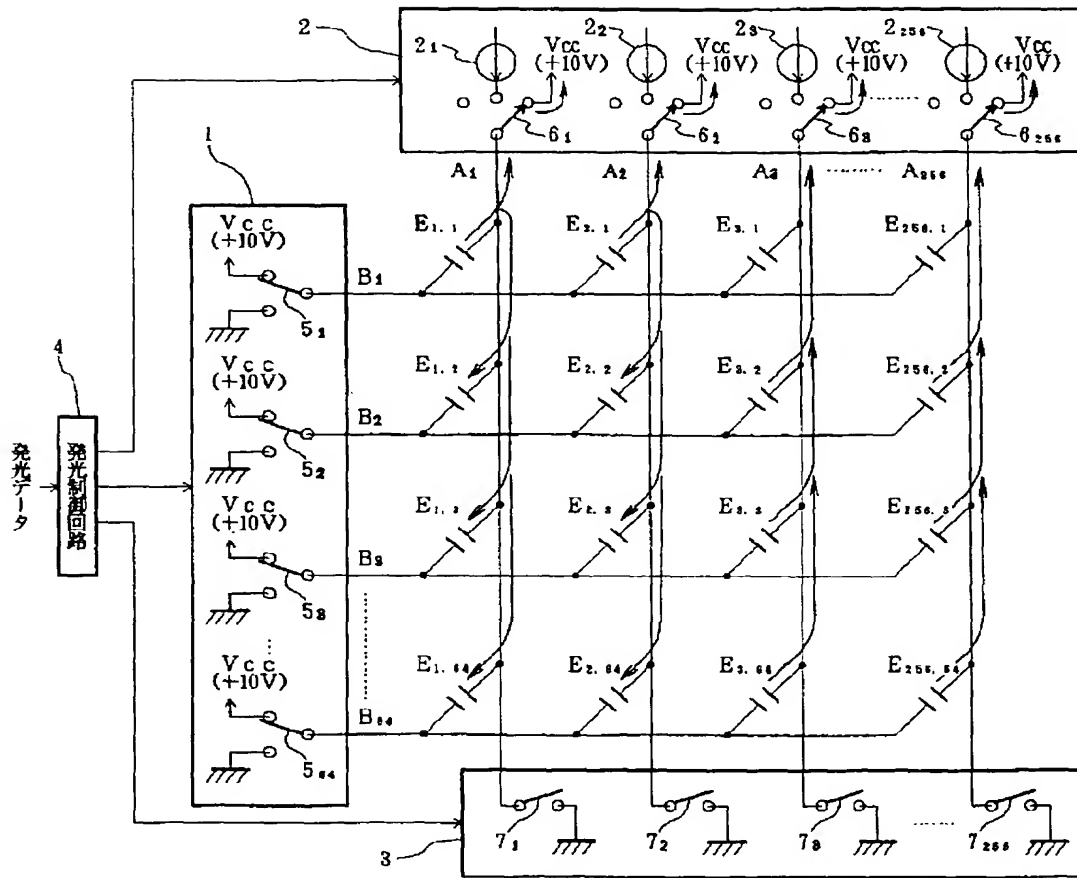 2
2₁
2₂
2₃
2₂₅₆
Vcc
(+10V)
Vcc
(+10V)
Vcc
(+10V)
Vcc
(+10V)
6₁
6₂
6₃
6₂₅₆
1
A₁
A₂
A₃
A₂₅₆
Vcc
(+10V)
E₁.₁
E₂.₁
E₃.₁
E₂₅₆.₁
B₁
5₁
4
Vcc
(+10V)
E₁.₂
E₂.₂
E₃.₂
E₂₅₆.₂
B₂
5₂
発光データ
発光制御回路
Vcc
(+10V)
E₁.₃
E₂.₃
E₃.₃
E₂₅₆.₃
B₃
5₃
Vcc
(+10V)
E₁.₆₄
E₂.₆₄
E₃.₆₄
E₂₅₆.₆₄
B₆₄
5₆₄
7₁
7₂
7₃
7₂₅₆
3